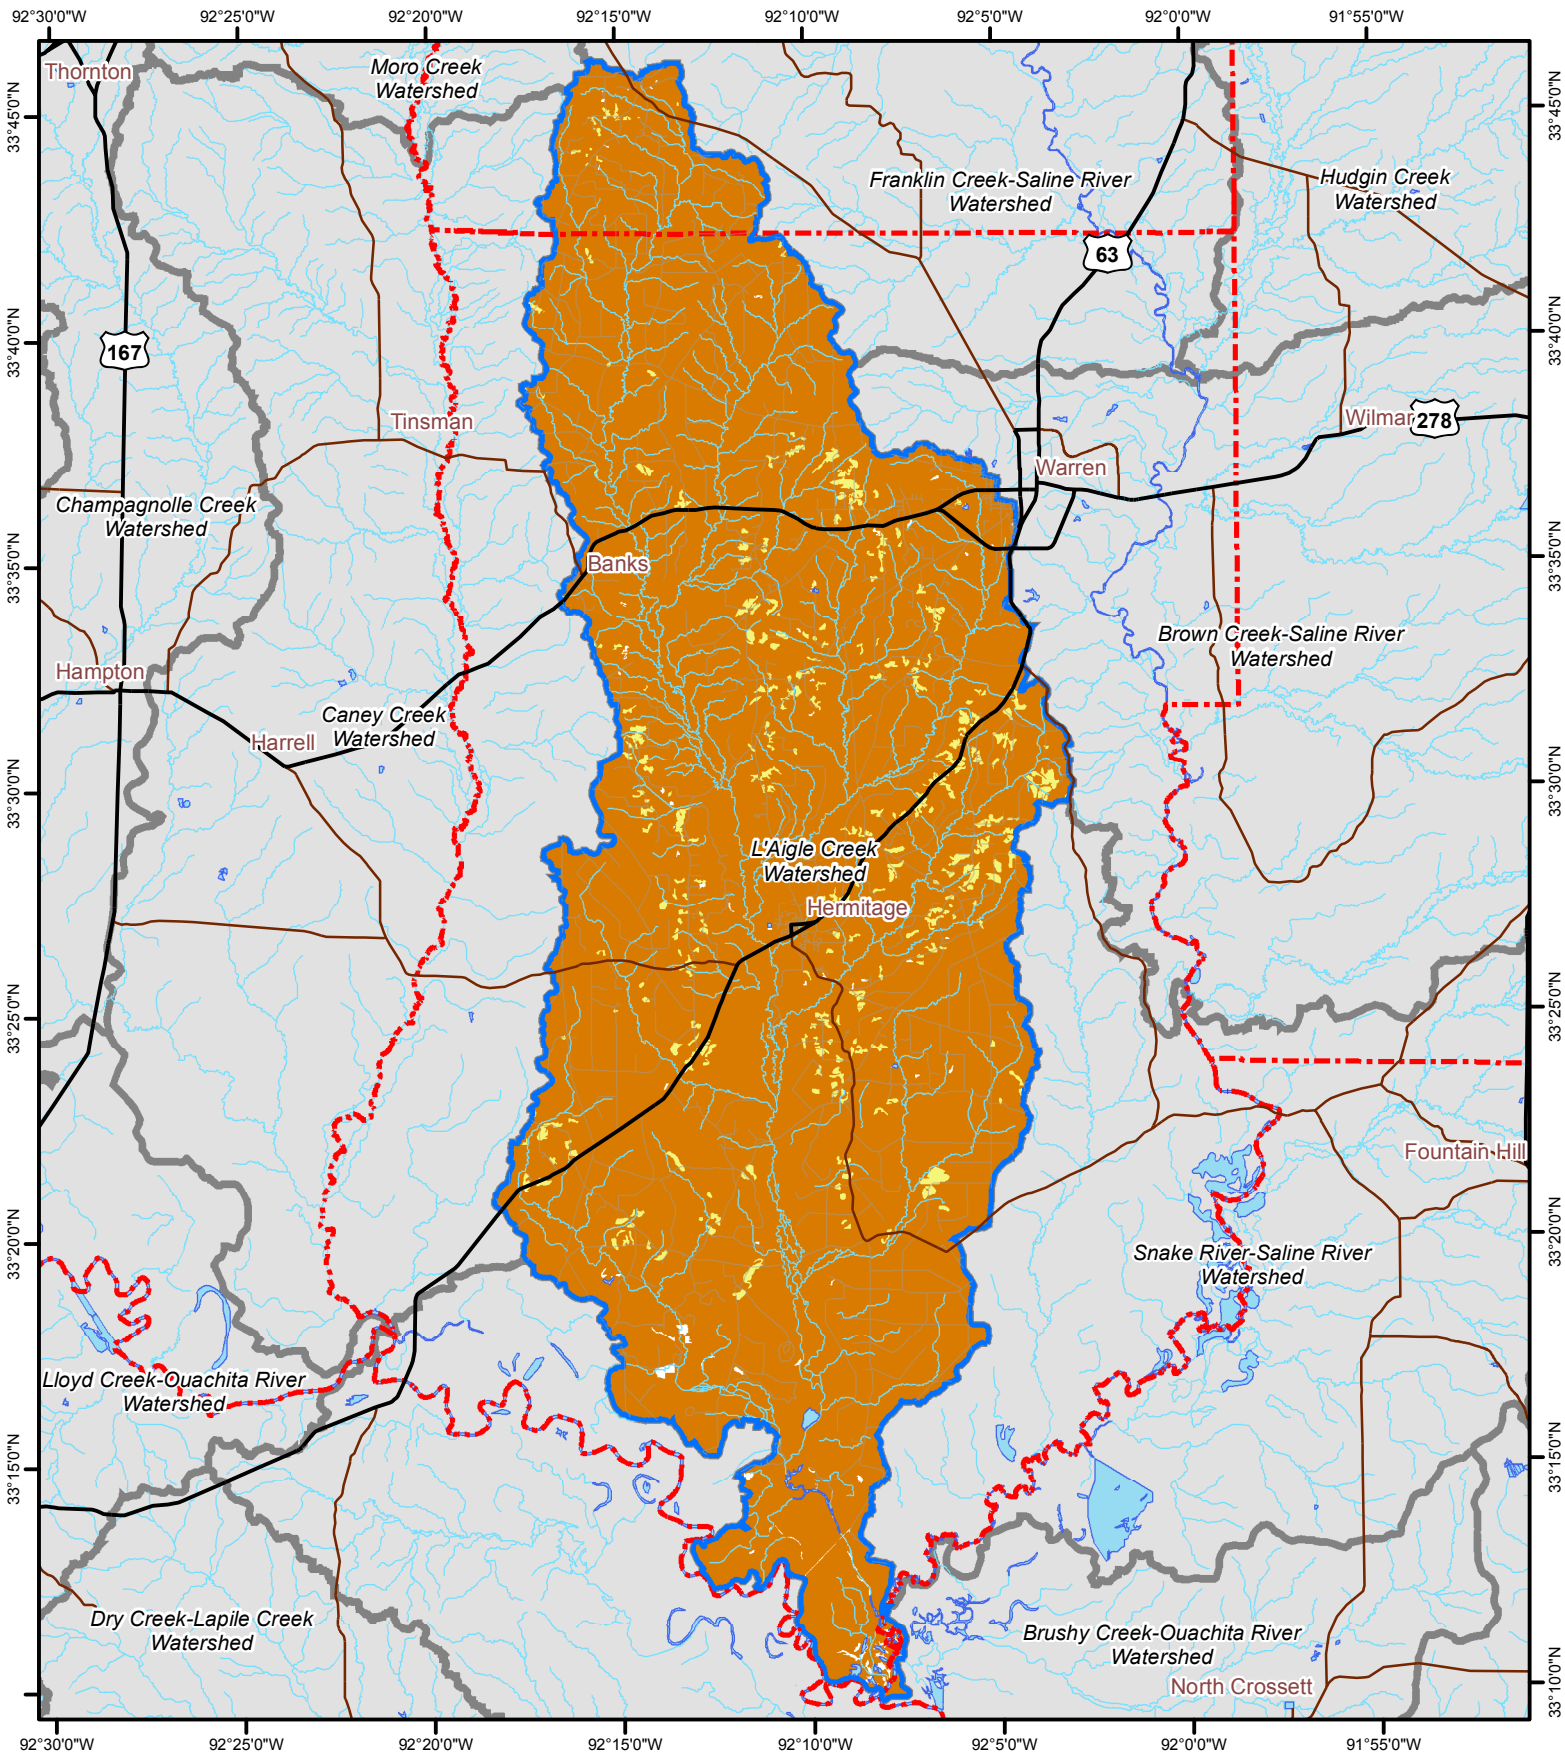 92°30'0"W 92°25'0"W 92°20'0"W 92°15'0"W 92°10'0"W 92°5'0"W 92°0'0"W 91°55'0"W
Thornton
Moro Creek
Watershed
33°45'0"N
33°45'0"N
Franklin Creek-Saline River
Watershed
Hudgin Creek
Watershed
63
33°40'0"N
33°40'0"N
167
Tinsman
Wilmar
278
Warren
Champagnolle Creek
Watershed
33°35'0"N
33°35'0"N
Banks
Brown Creek-Saline River
Watershed
Hampton
Caney Creek
Watershed
Harrell
33°30'0"N
33°30'0"N
L'Aigle Creek
Watershed
Hermitage
33°25'0"N
33°25'0"N
Fountain Hill
33°20'0"N
33°20'0"N
Snake River-Saline River
Watershed
Lloyd Creek-Ouachita River
Watershed
33°15'0"N
33°15'0"N
Dry Creek-Lapile Creek
Watershed
Brushy Creek-Ouachita River
Watershed
North Crossett
33°10'0"N
92°30'0"W 92°25'0"W 92°20'0"W 92°15'0"W 92°10'0"W 92°5'0"W 92°0'0"W 91°55'0"W